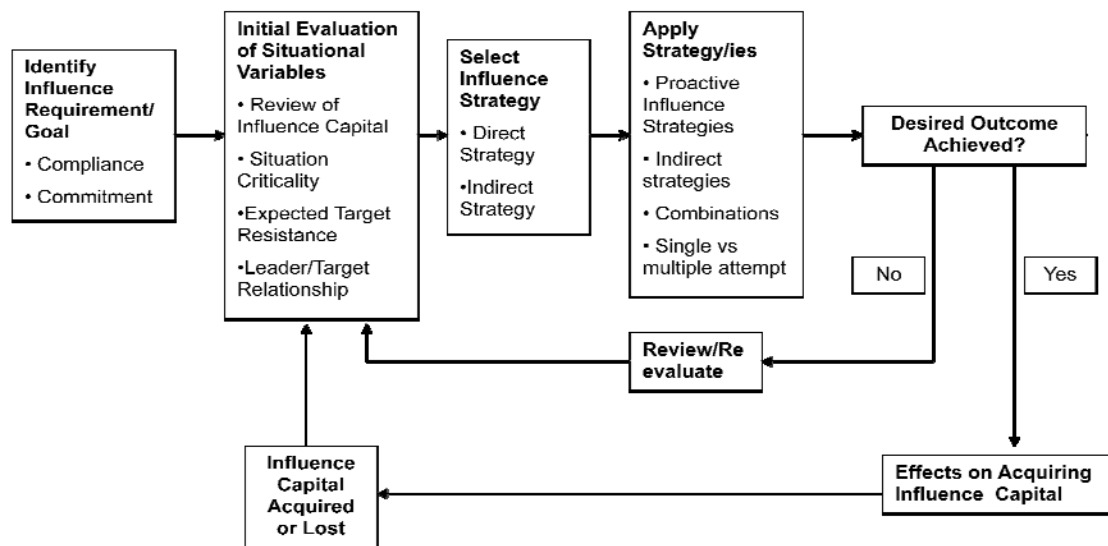 Identify
Influence
Requirement/
Goal
• Compliance
• Commitment
Initial Evaluation
of Situational
Variables
• Review of
Influence Capital
• Situation
Criticality
•Expected Target
Resistance
•Leader/Target
Relationship
Select
Influence
Strategy
• Direct
Strategy
•Indirect
Strategy
Apply
Strategy/ies
• Proactive
Influence
Strategies
• Indirect
strategies
• Combinations
• Single vs
multiple attempt
Desired Outcome
Achieved?
No
Yes
Review/Re
evaluate
Effects on Acquiring
Influence Capital
Influence
Capital
Acquired
or Lost